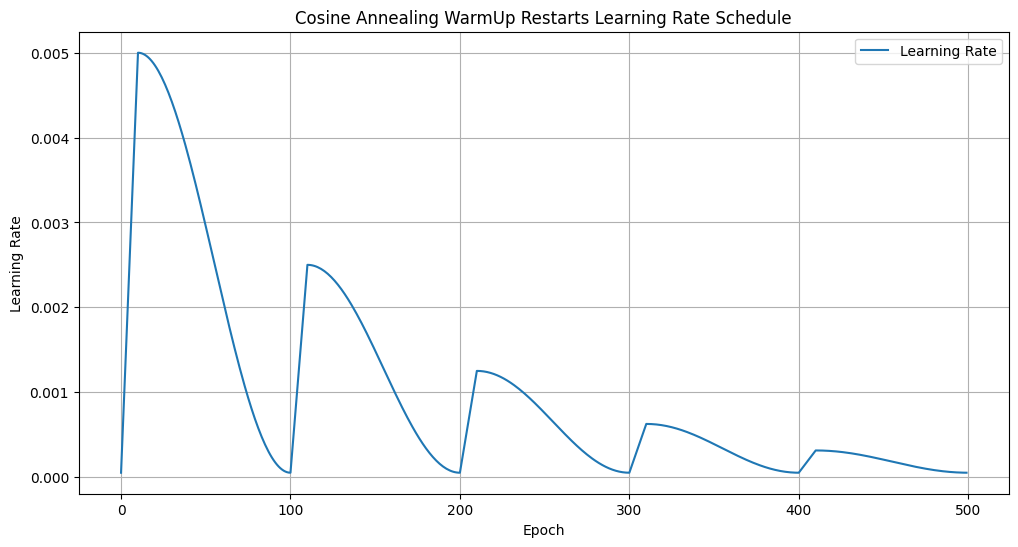 Cosine Annealing WarmUp Restarts Learning Rate Schedule
Learning Rate
0.005
0.004
0.003
0.002
0.001
0.000
Learning Rate
0 100 200 300 400 500
Epoch